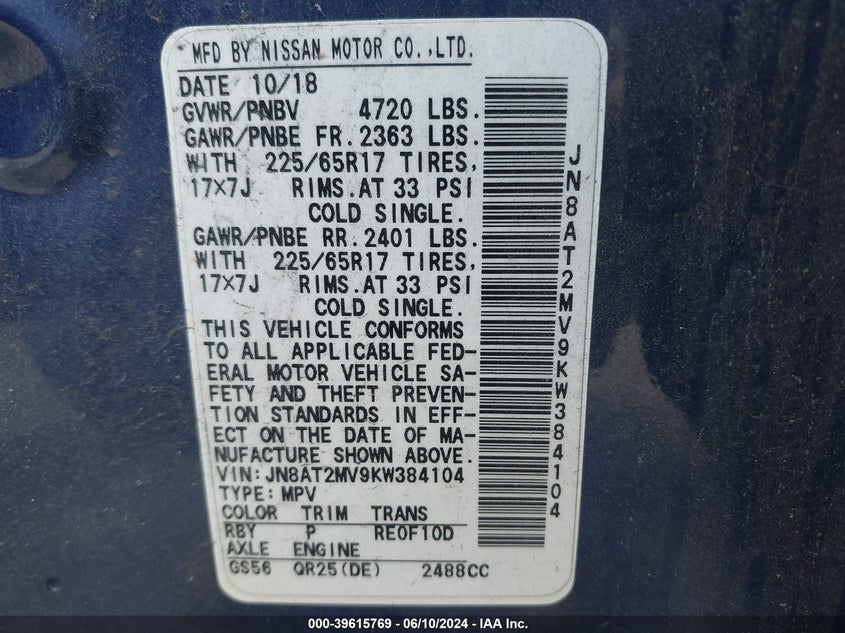 MFD BY NISSAN MOTOR CO.,LTD.
DATE 10/18
GVWR/PNBV 4720 LBS.
GAWR/PNBE FR.2363 LBS.
WITH 225/65R17 TIRES,
17×7J RIMS.AT 33 PSI
COLD SINGLE.
GAWR/PNBE RR.2401 LBS.
WITH 225/65R17 TIRES,
17×7J RIMS.AT 33 PSI
COLD SINGLE.
THIS VEHICLE CONFORMS
TO ALL APPLICABLE FED-
ERAL MOTOR VEHICLE SA-
FETY AND THEFT PREVEN-
TION STANDARDS IN EFF-
ECT ON THE DATE OF MA-
NUFACTURE SHOWN ABOVE.
VIN:JN8AT2MV9KW384104
TYPE:MPV
COLOR TRIM TRANS
RBY P RE0F10D
AXLE ENGINE
GS56 QR25(DE) 2488CC
JN8AT2MV9KW384104
000-39615769 - 06/10/2024 - IAA Inc.